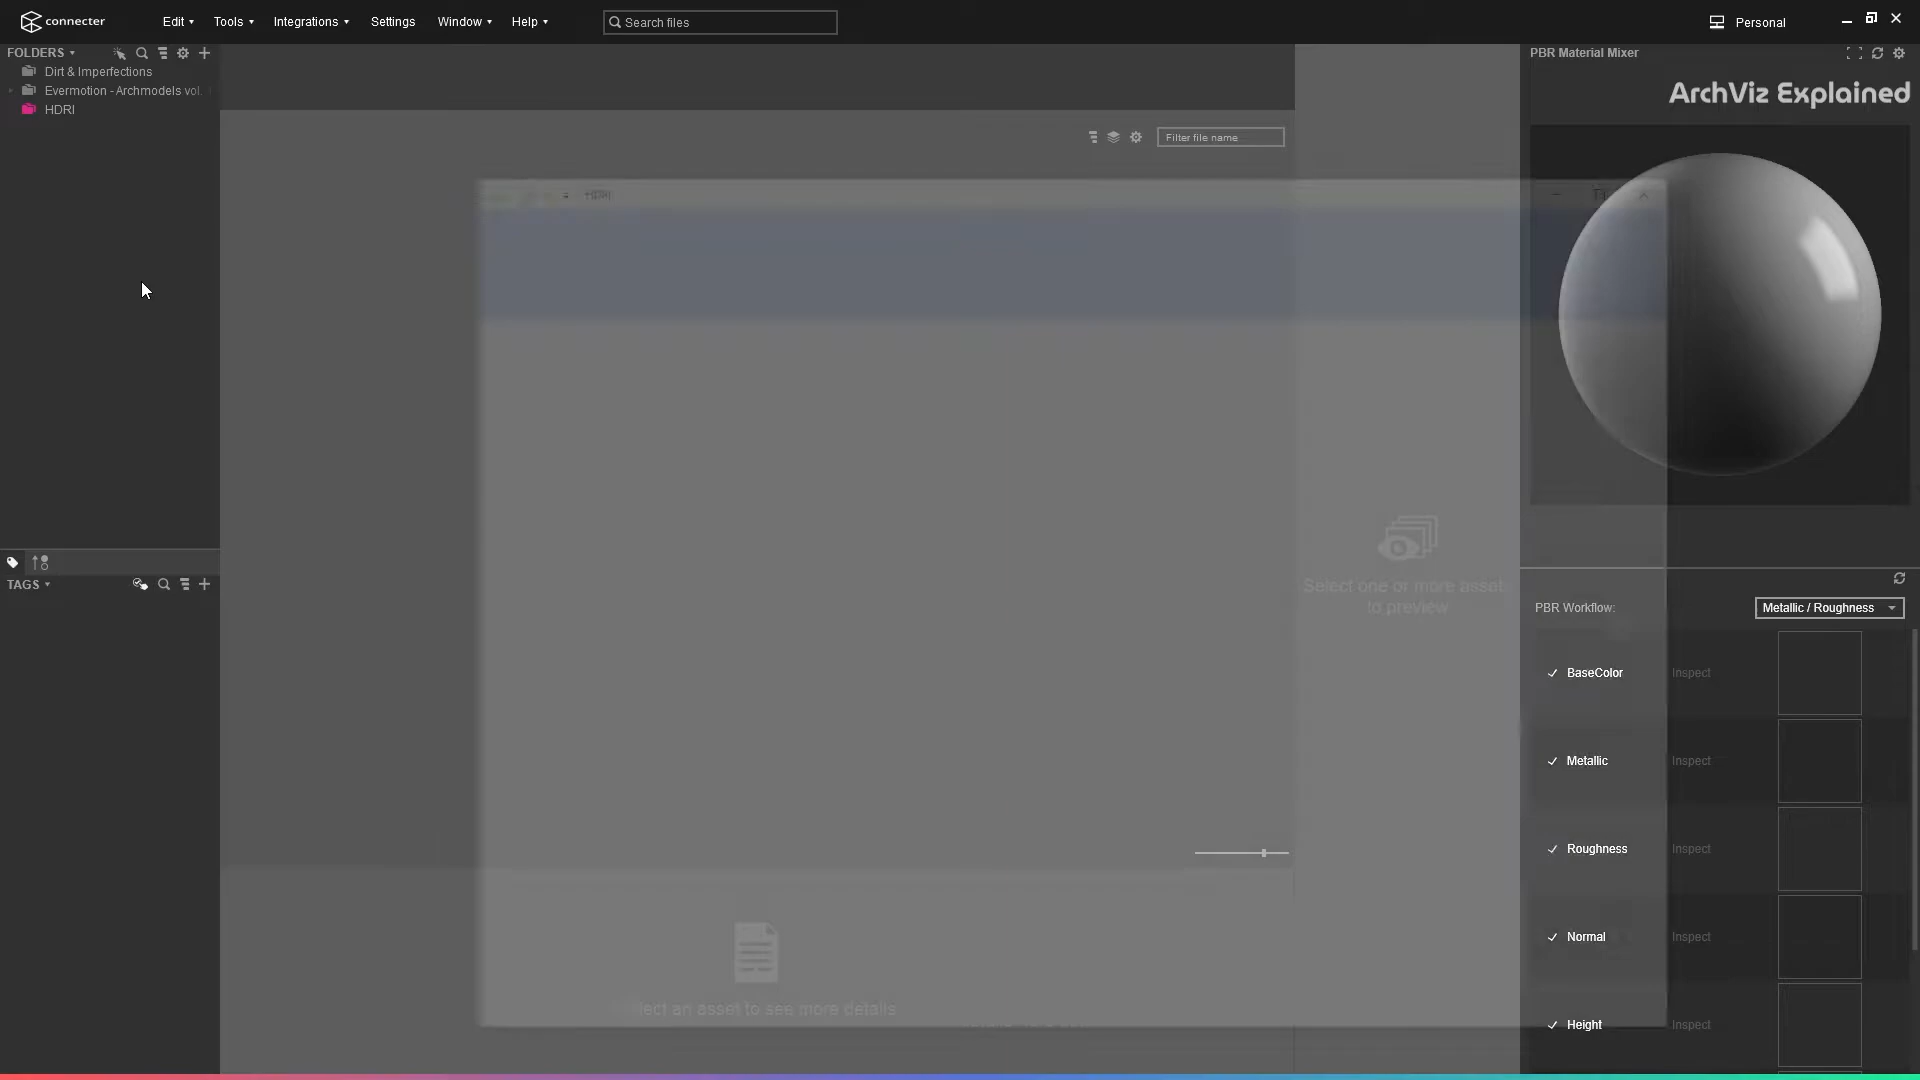 connecter
Edit Tools Integrations Settings Window Help
Search files
Personal
FOLDERS
Dirt & Imperfections
Evermotion - Archmodels vol.
HDRI
Filter file name
HDRI
PBR Material Mixer
ArchViz Explained
Select one or more asset
to preview
TAGS
PBR Workflow:
Metallic / Roughness
BaseColor Inspect
Metallic Inspect
Roughness Inspect
Normal Inspect
Height Inspect
an asset to see more details